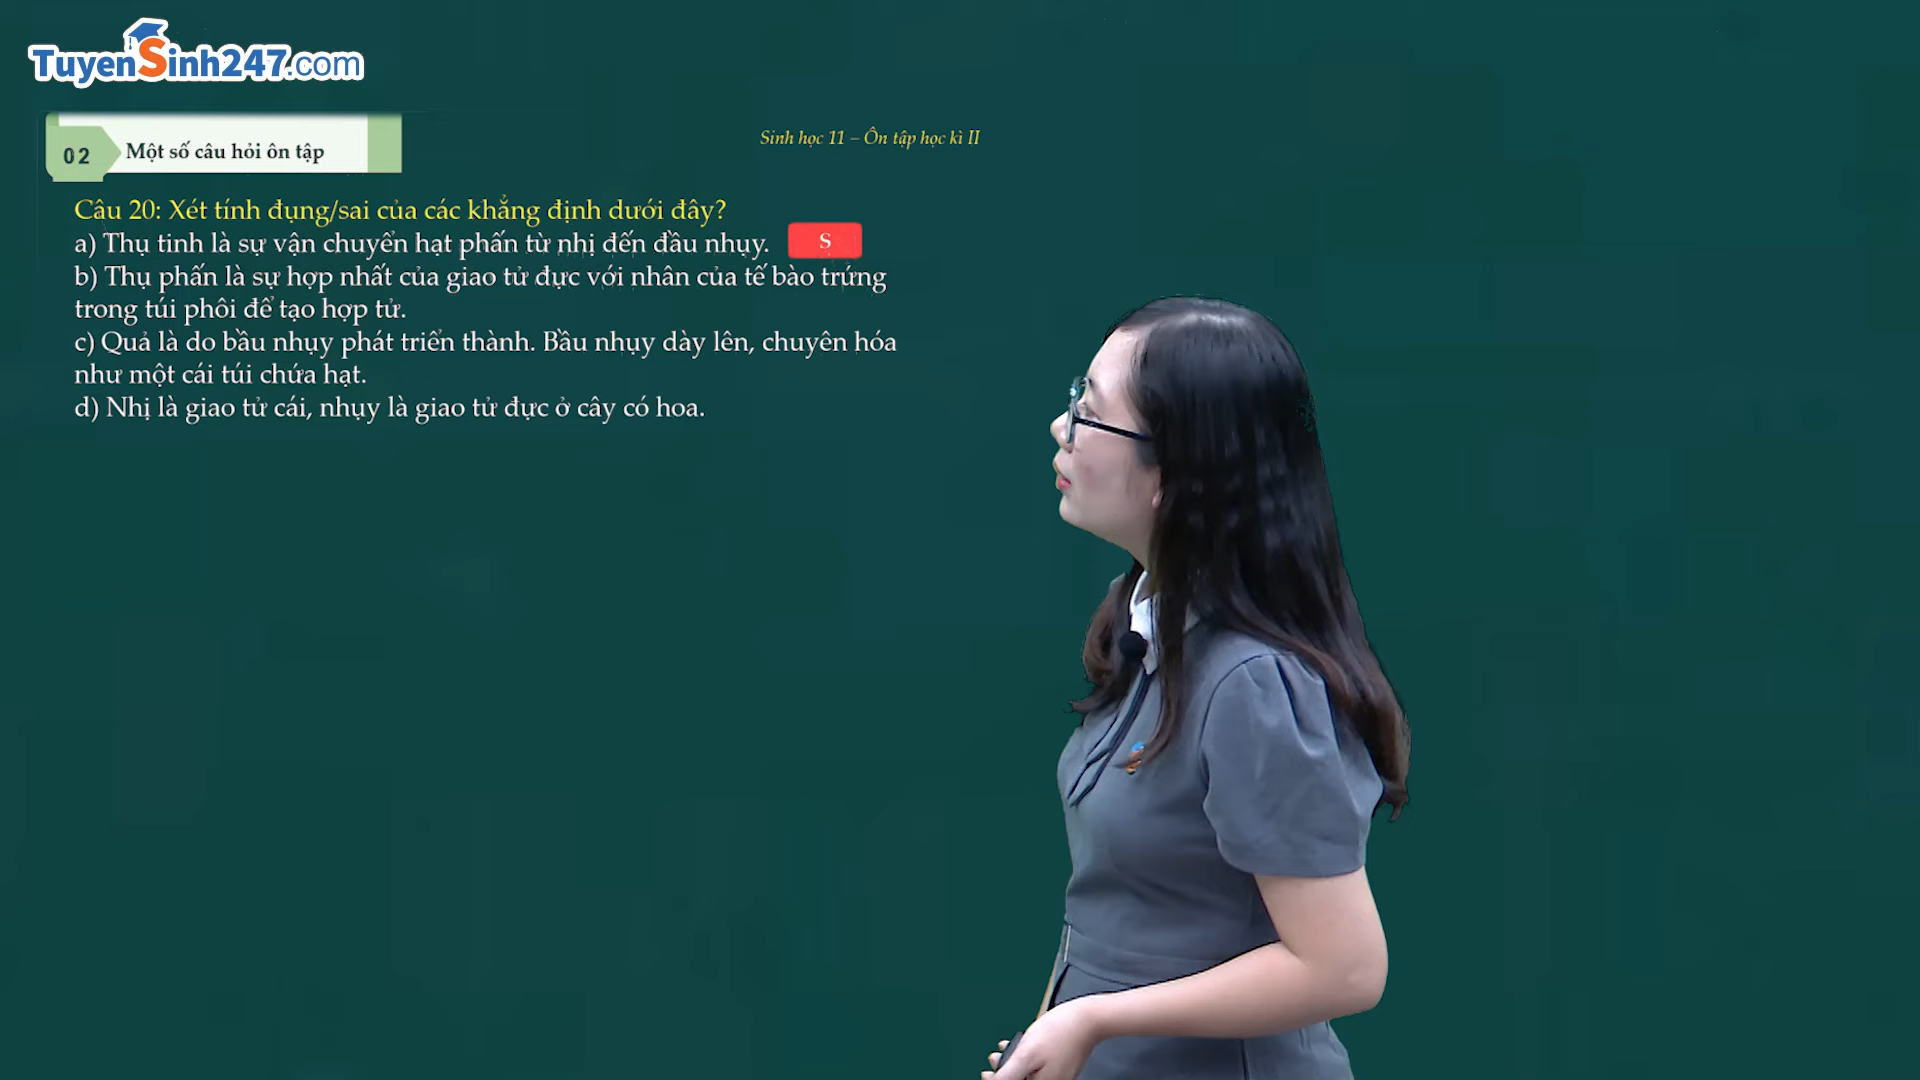 TuyenSinh247.com
02 Một số câu hỏi ôn tập
Sinh học 11 – Ôn tập học kì II
Câu 20: Xét tính đụng/sai của các khẳng định dưới đây?
a) Thụ tinh là sự vận chuyển hạt phấn từ nhị đến đầu nhụy. S
b) Thụ phấn là sự hợp nhất của giao tử đực với nhân của tế bào trứng
trong túi phôi để tạo hợp tử.
c) Quả là do bầu nhụy phát triển thành. Bầu nhụy dày lên, chuyên hóa
như một cái túi chứa hạt.
d) Nhị là giao tử cái, nhụy là giao tử đực ở cây có hoa.